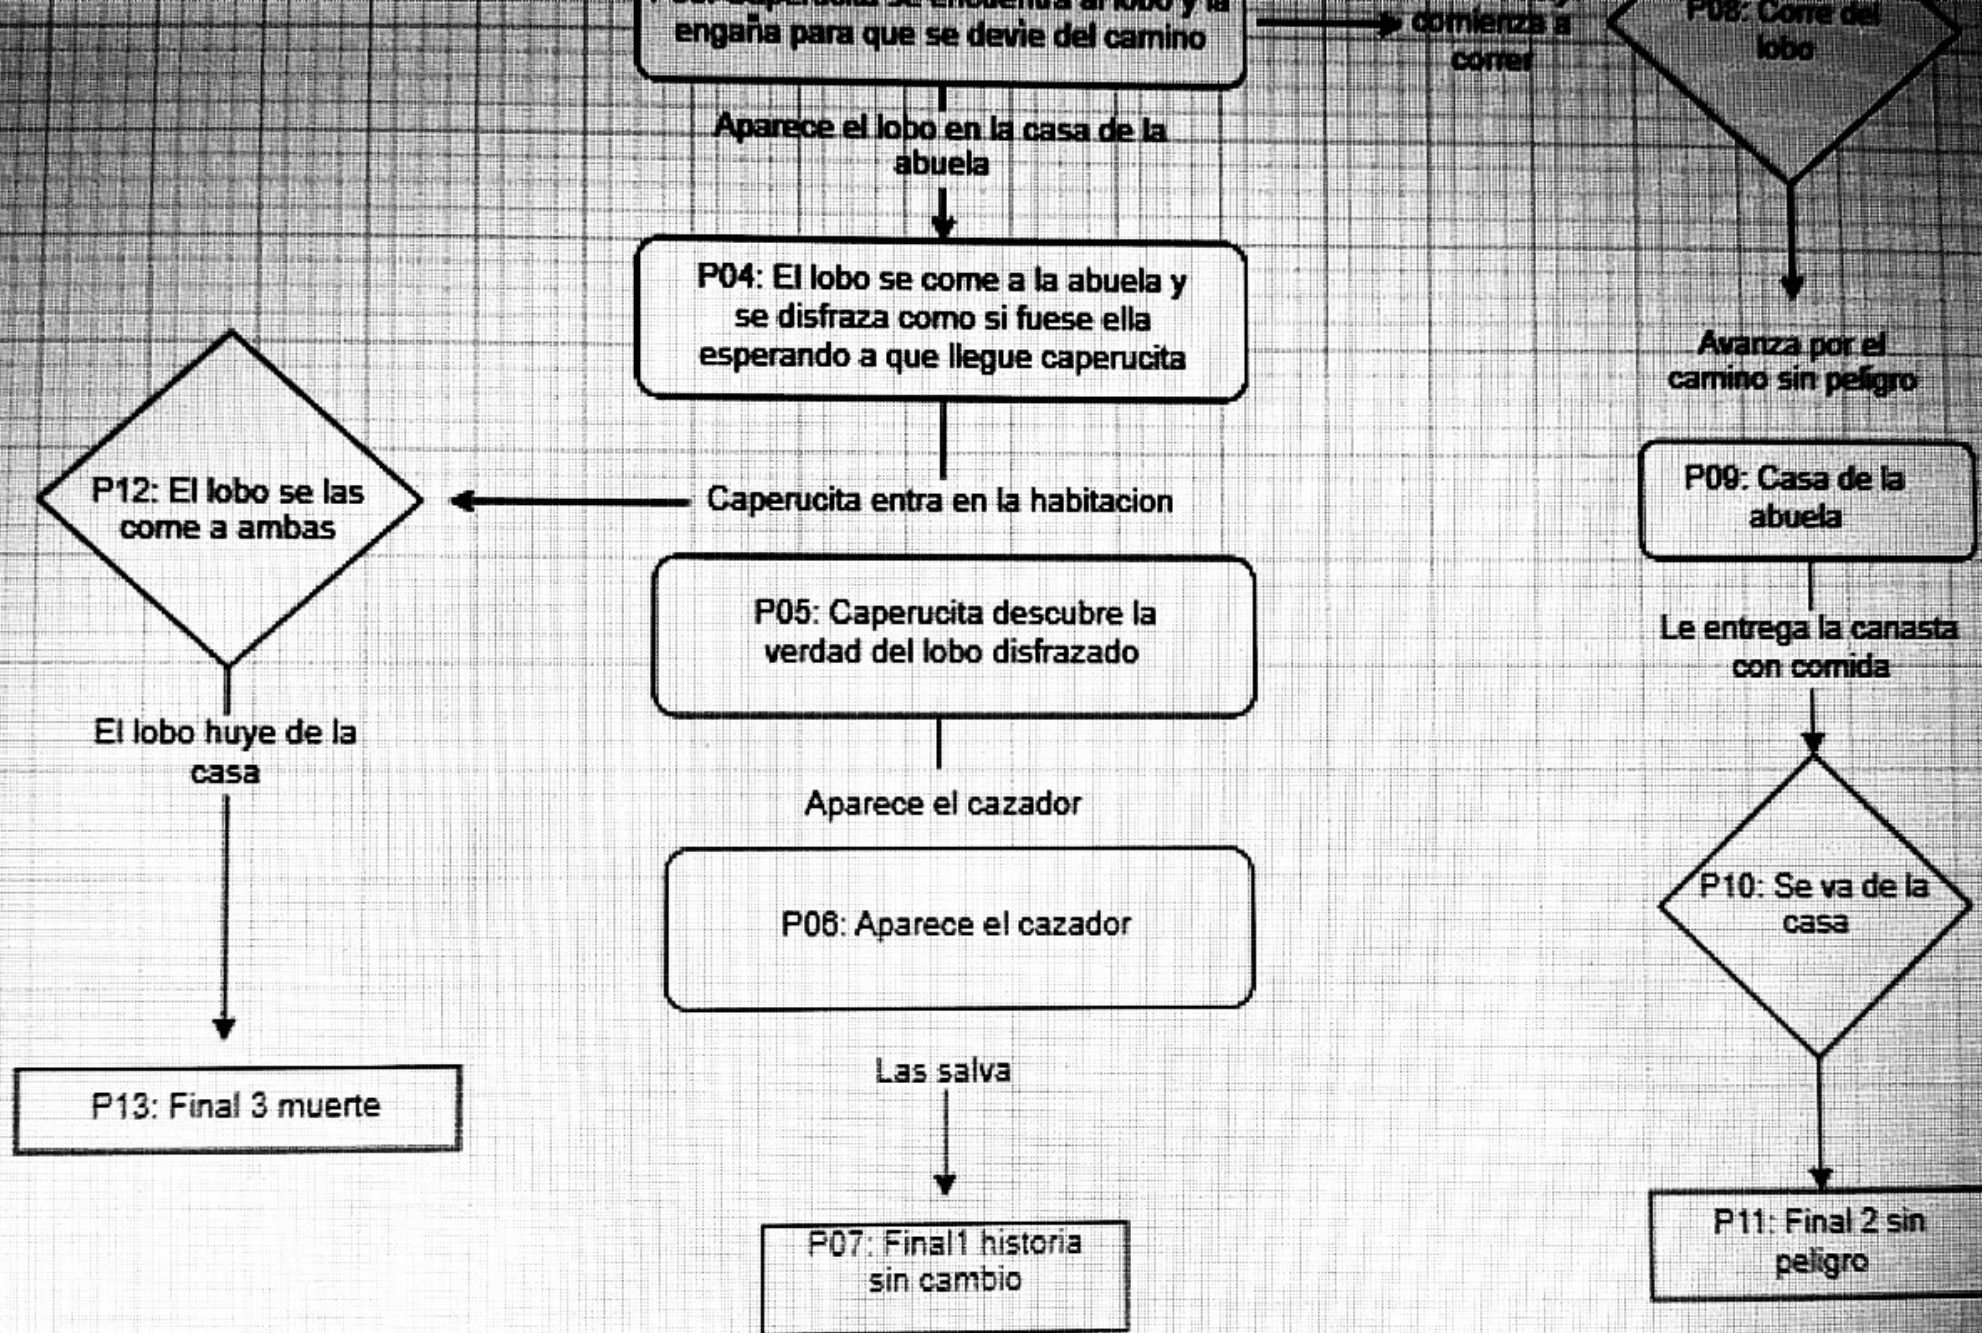 engaña para que se devie del camino
comienza a
correr
P08: Corre del
lobo
Aparece el lobo en la casa de la
abuela
P04: El lobo se come a la abuela y
se disfraza como si fuese ella
esperando a que llegue caperucita
Avanza por el
camino sin peligro
P12: El lobo se las
come a ambas
Caperucita entra en la habitacion
P09: Casa de la
abuela
P05: Caperucita descubre la
verdad del lobo disfrazado
Le entrega la canasta
con comida
El lobo huye de la
casa
Aparece el cazador
P06: Aparece el cazador
P10: Se va de la
casa
Las salva
P13: Final 3 muerte
P07: Final1 historia
sin cambio
P11: Final 2 sin
peligro